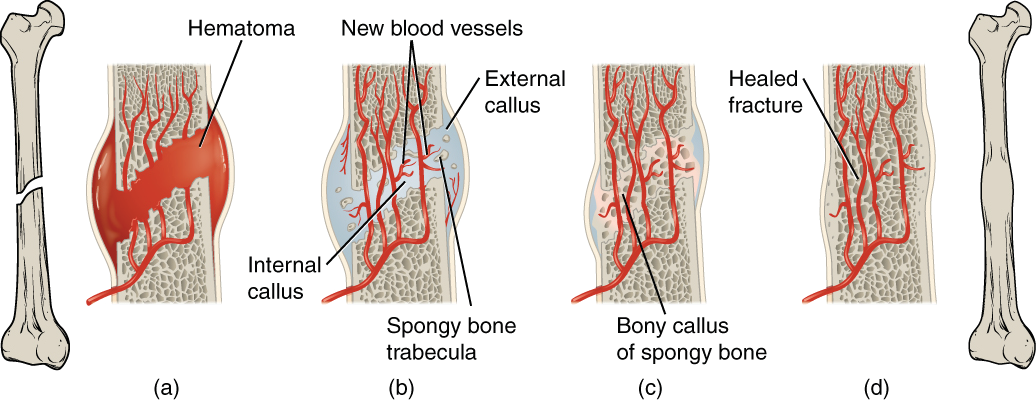 Hematoma
New blood vessels
External
callus
Healed
fracture
Internal
callus
Spongy bone
trabecula
Bony callus
of spongy bone
(a)
(b)
(c)
(d)